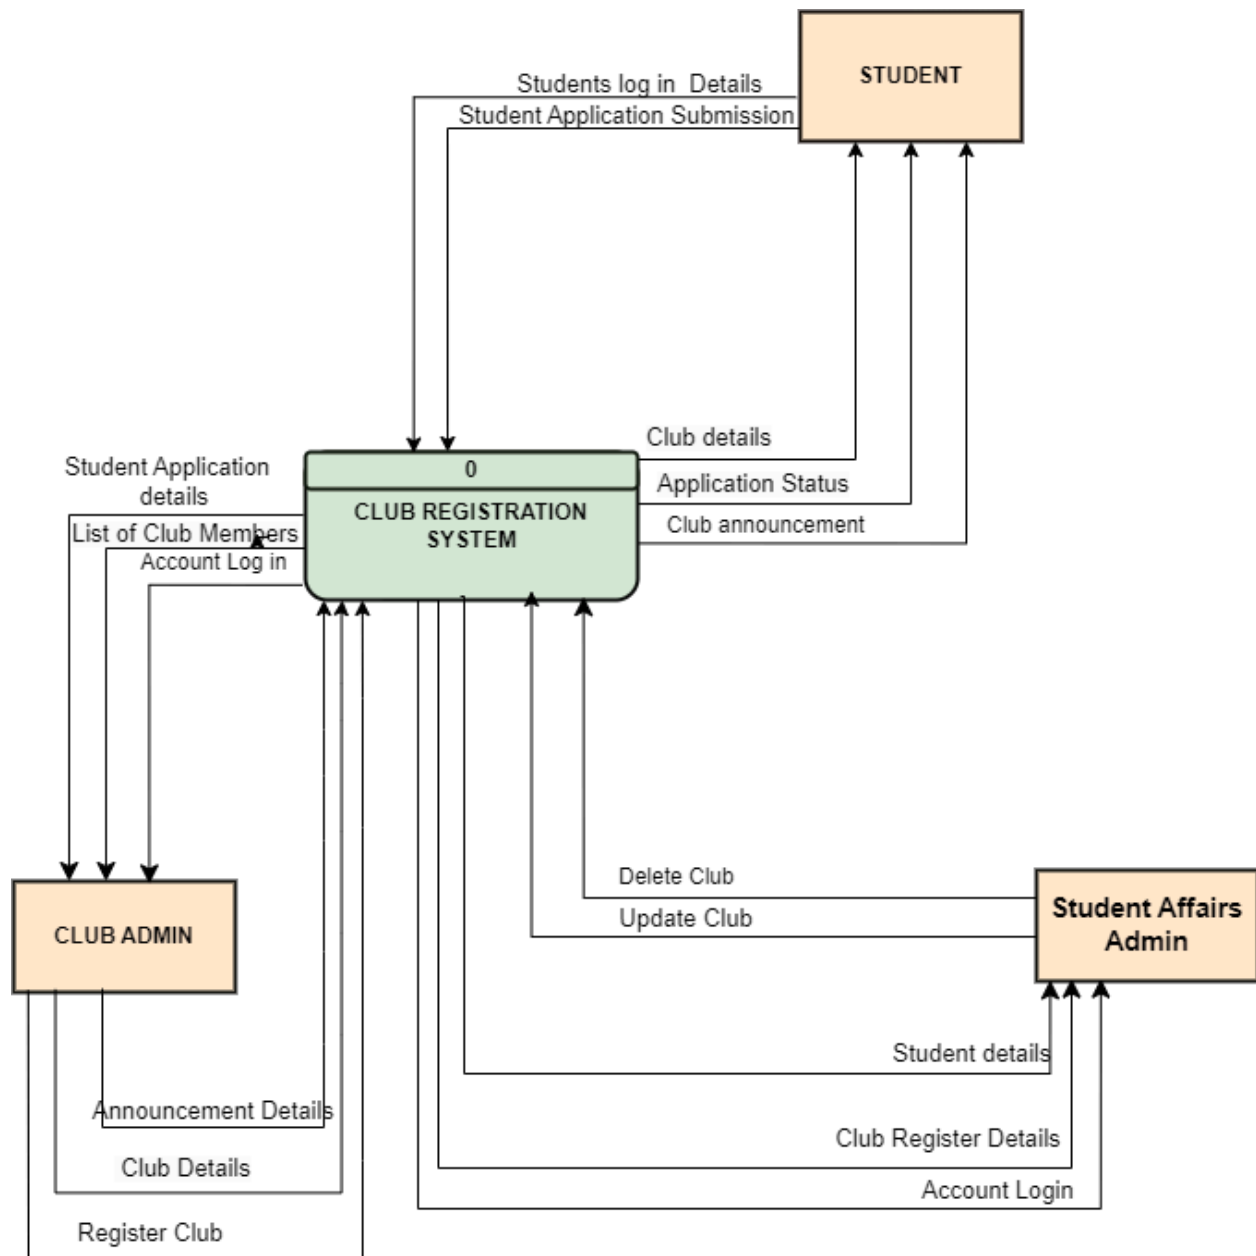 STUDENT
Students log in  Details
Student Application Submission
Club details
Application Status
Club announcement
0
CLUB REGISTRATION
SYSTEM
Student Application
details
List of Club Members
Account Log in
CLUB ADMIN
Delete Club
Update Club
Student Affairs
Admin
Student details
Club Register Details
Account Login
Announcement Details
Club Details
Register Club